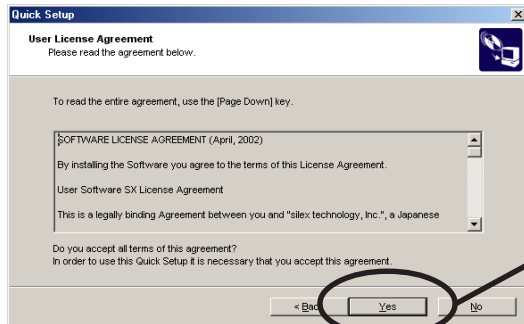 Quick Setup
User License Agreement
Please read the agreement below.
To read the entire agreement, use the [Page Down] key.
SOFTWARE LICENSE AGREEMENT (April, 2002)
By installing the Software you agree to the terms of this License Agreement.
User Software SX License Agreement
This is a legally binding Agreement between you and "silex technology, Inc.", a Japanese
Do you accept all terms of this agreement?
In order to use this Quick Setup it is necessary that you accept this agreement.
< Bac
Yes
No